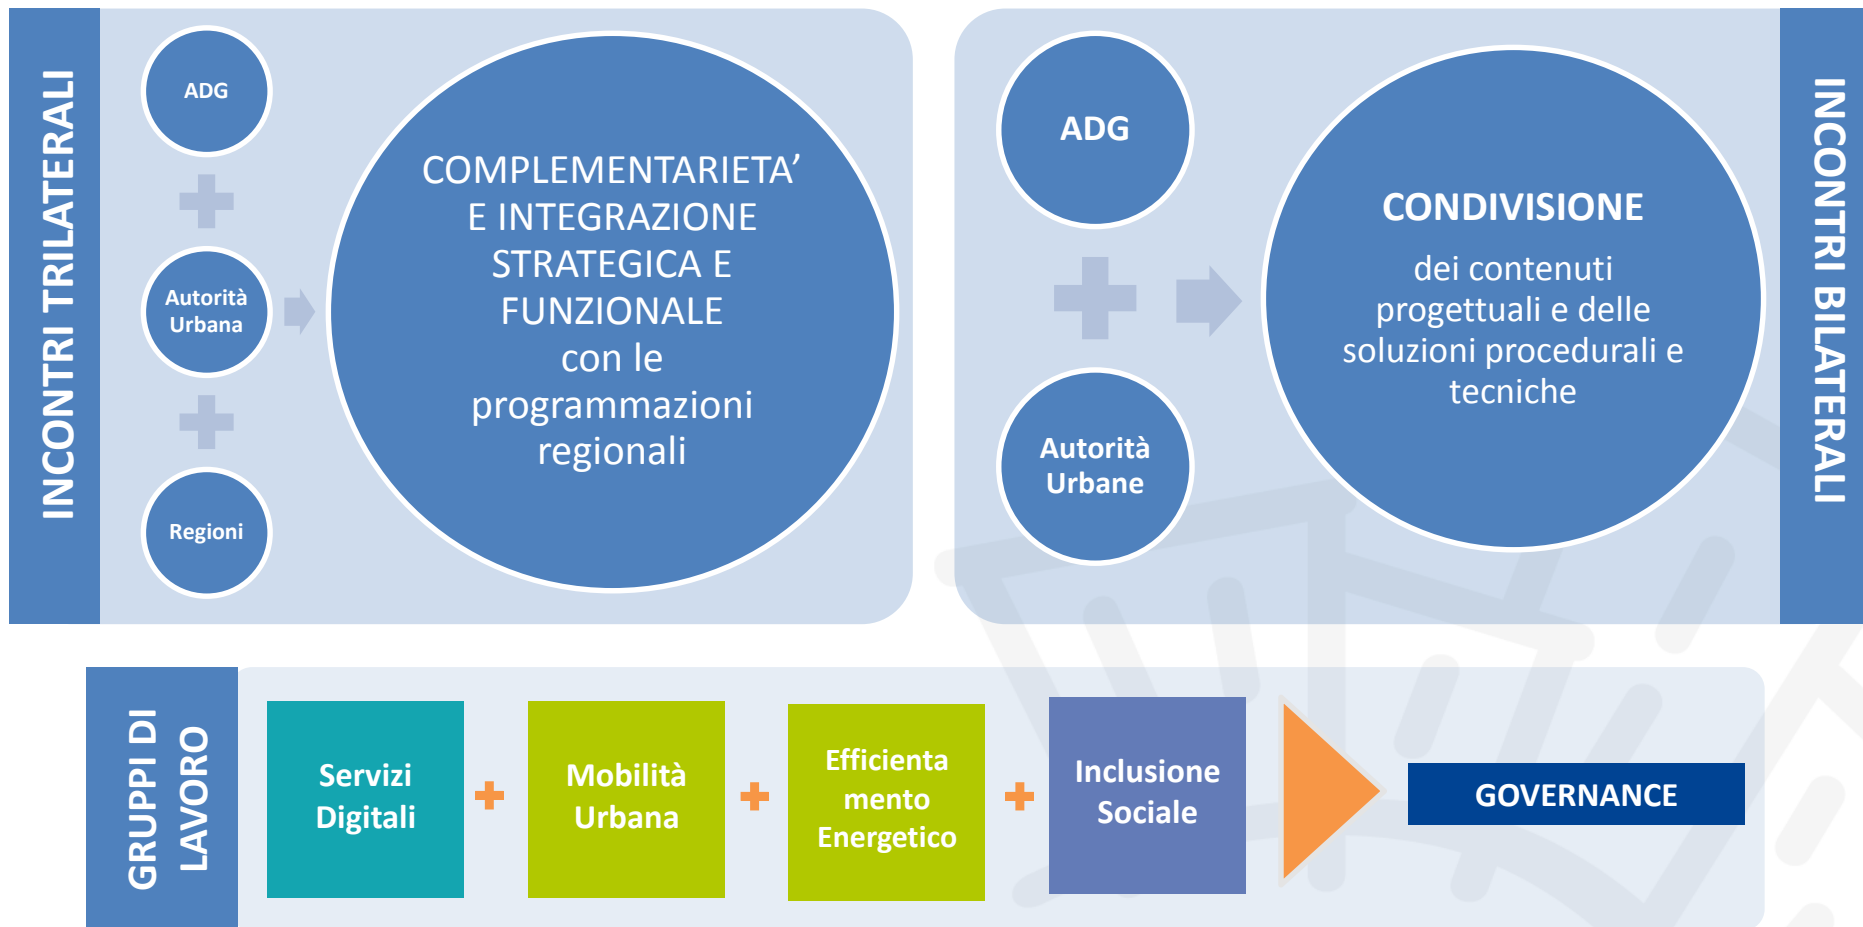 INCONTRI TRILATERALI
ADG
Autorità
Urbana
Regioni
COMPLEMENTARIETA’
E INTEGRAZIONE
STRATEGICA E
FUNZIONALE
con le
programmazioni
regionali
ADG
Autorità
Urbane
CONDIVISIONE
dei contenuti
progettuali e delle
soluzioni procedurali e
tecniche
INCONTRI BILATERALI
GRUPPI DI
LAVORO
Servizi
Digitali
Mobilità
Urbana
Efficienta
mento
Energetico
Inclusione
Sociale
GOVERNANCE